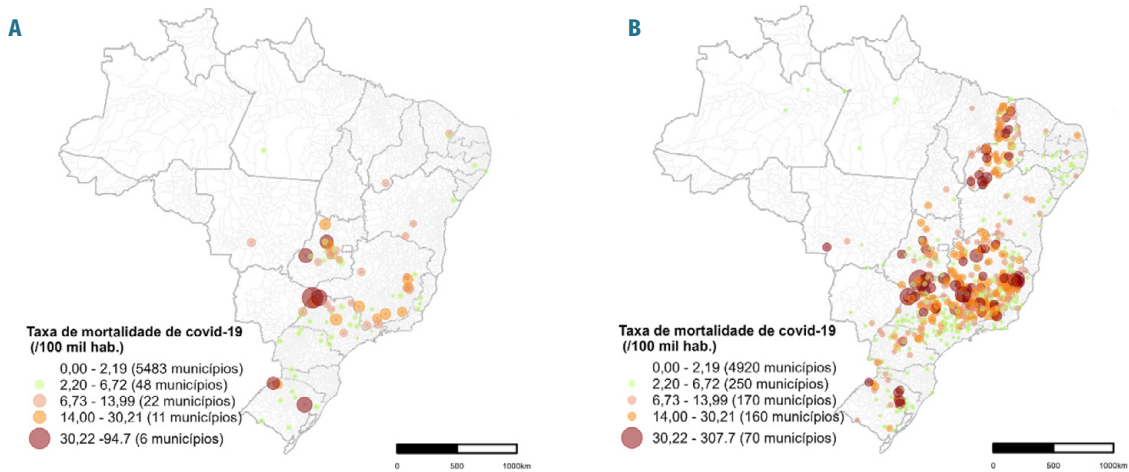 A
Taxa de mortalidade de covid-19
(/100 mil hab.)
0,00 - 2,19 (5483 municípios)
2,20 - 6,72 (48 municípios)
6,73 - 13,99 (22 municípios)
14,00 - 30,21 (11 municípios)
30,22 -94.7 (6 municípios)
0 500 1000km
B
Taxa de mortalidade de covid-19
(/100 mil hab.)
0,00 - 2,19 (4920 municípios)
2,20 - 6,72 (250 municípios)
6,73 - 13,99 (170 municípios)
14,00 - 30,21 (160 municípios)
30,22 - 307.7 (70 municípios)
0 500 1000km